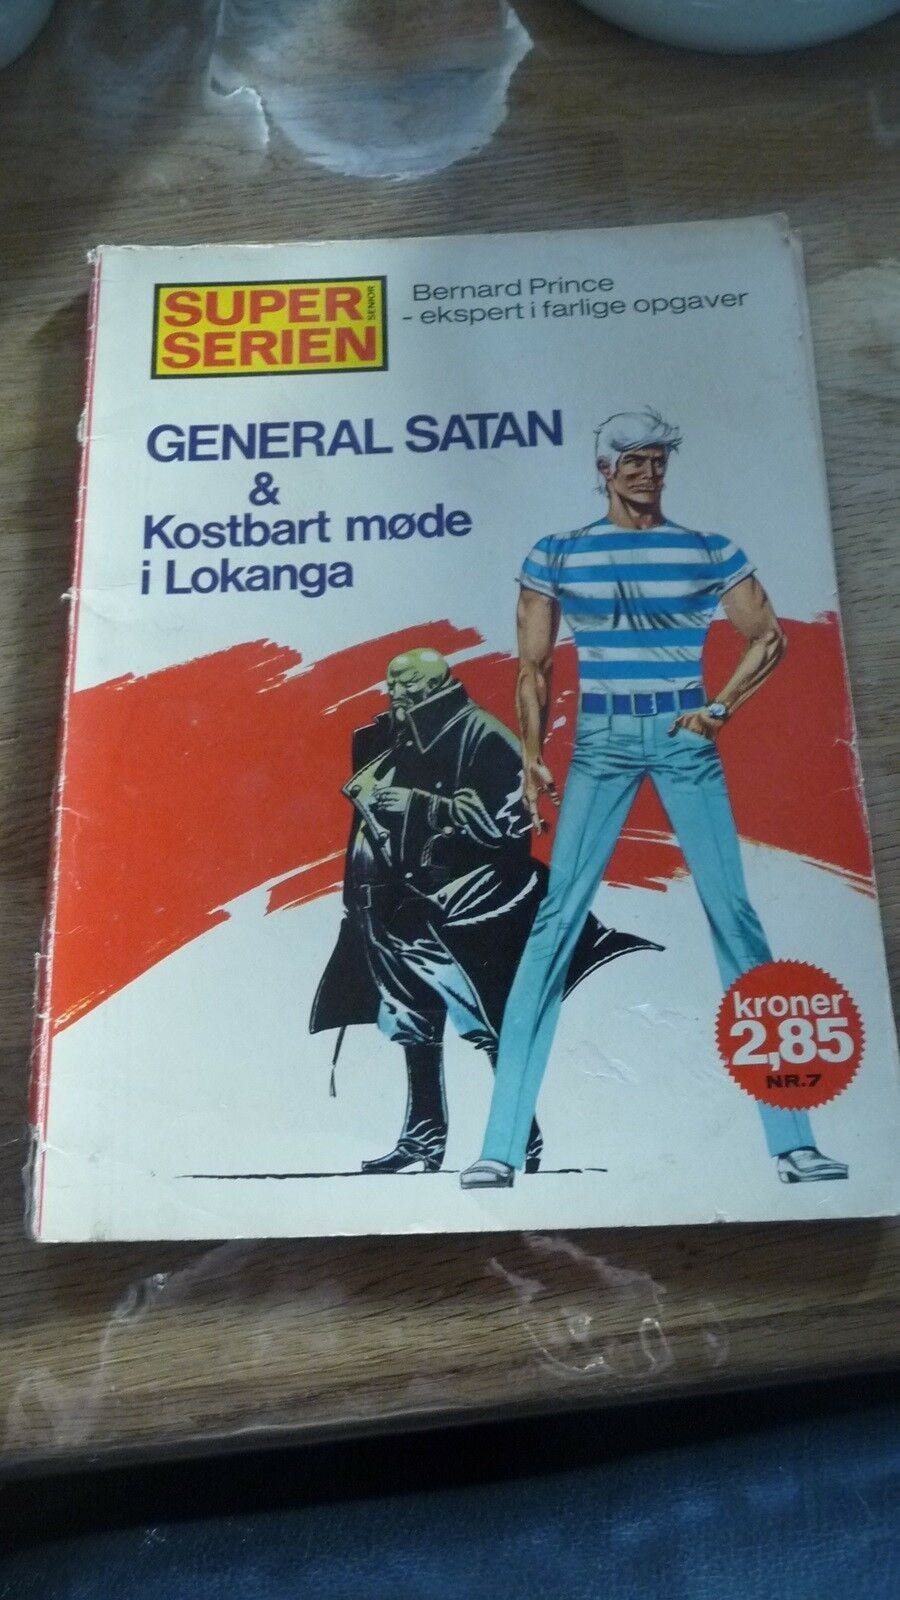 SUPER SENIOR
SERIEN
Bernard Prince
- ekspert i farlige opgaver
GENERAL SATAN
&
Kostbart møde
i Lokanga
kroner
2,85
NR.7